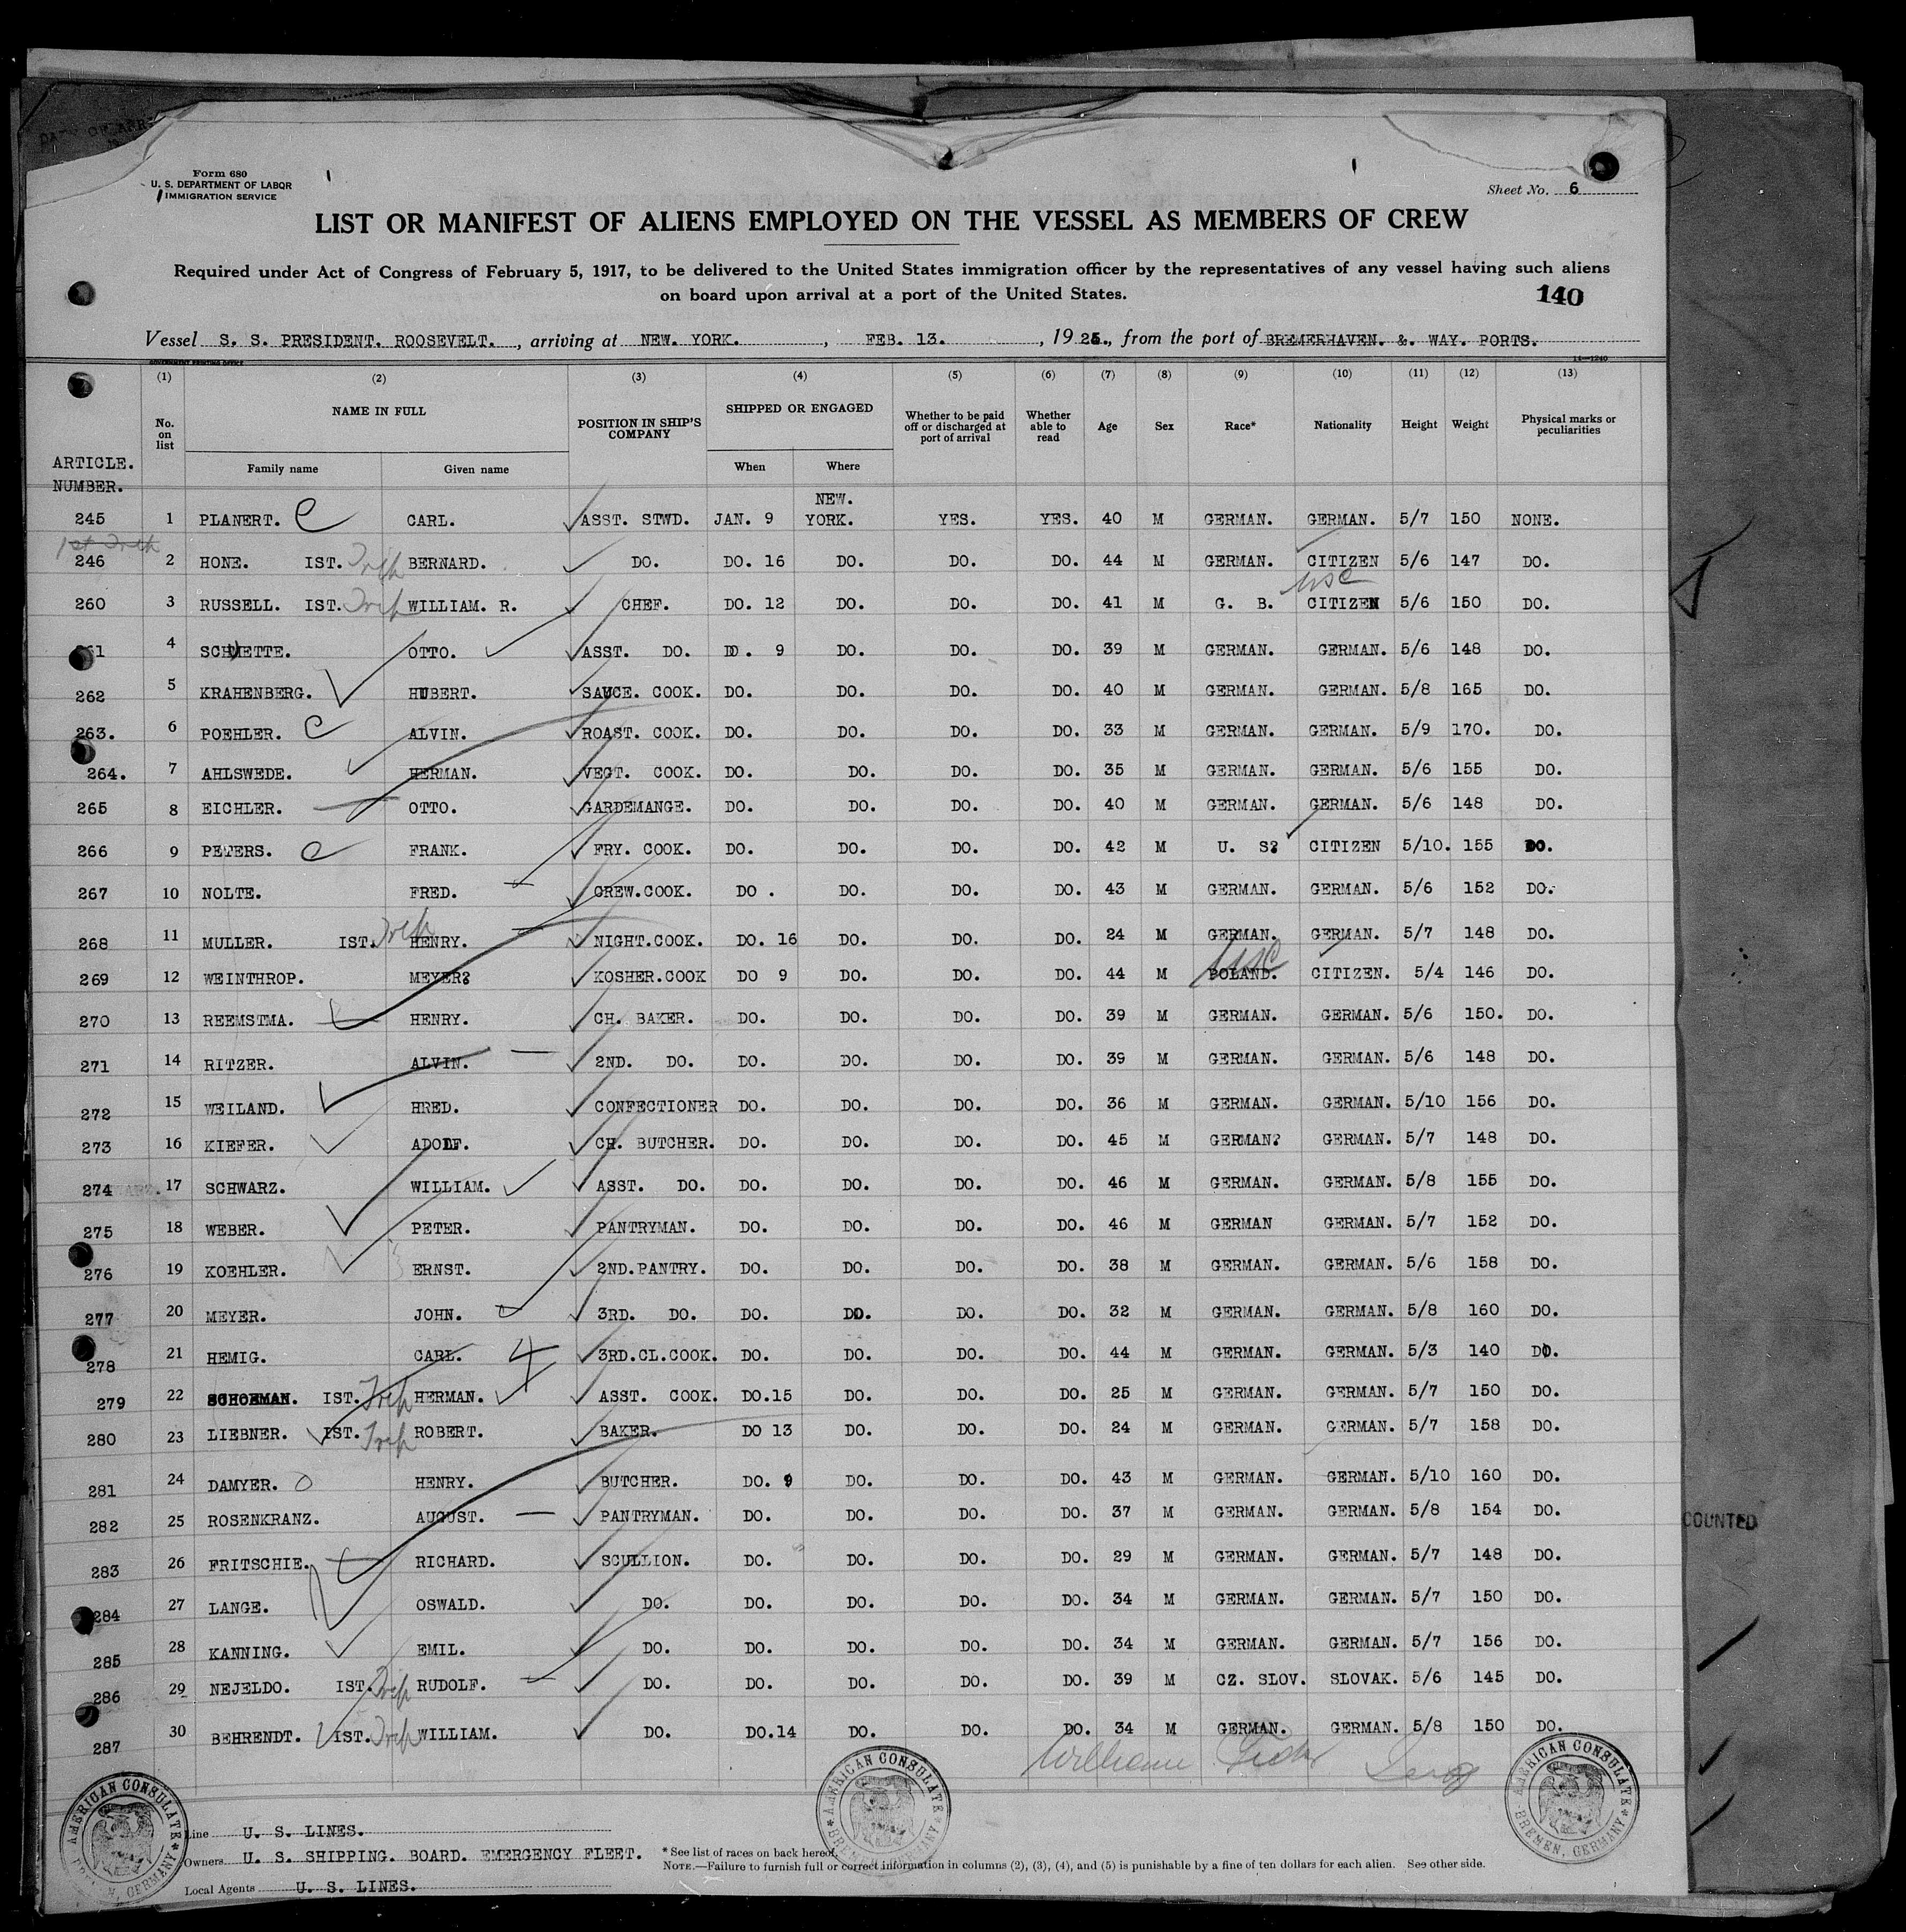 Form 680
U. S. DEPARTMENT OF LABOR
IMMIGRATION SERVICE
Sheet No. 6
LIST OR MANIFEST OF ALIENS EMPLOYED ON THE VESSEL AS MEMBERS OF CREW
Required under Act of Congress of February 5, 1917, to be delivered to the United States immigration officer by the representatives of any vessel having such aliens
on board upon arrival at a port of the United States.
140
Vessel S. S. PRESIDENT. ROOSEVELT. , arriving at NEW. YORK. , FEB. 13. , 1925., from the port of BREMERHAVEN. &. WAY. PORTS.
GOVERNMENT PRINTING OFFICE
(1) (2) (3) (4) (5) (6) (7) (8) (9) (10) (11) (12) (13)
ARTICLE. NUMBER. No. on list NAME IN FULL Family name Given name POSITION IN SHIP'S COMPANY SHIPPED OR ENGAGED When Where Whether to be paid off or discharged at port of arrival Whether able to read Age Sex Race* Nationality Height Weight Physical marks or peculiarities
245 1 PLANERT. C CARL. ASST. STWD. JAN. 9 NEW. YORK. YES. YES. 40 M GERMAN. GERMAN. 5/7 150 NONE.
1st Trip
246 2 HONE. IST. Trip BERNARD. DO. DO. 16 DO. DO. DO. 44 M GERMAN. CITIZEN 5/6 147 DO.
USC
260 3 RUSSELL. IST. Trip WILLIAM. R. CHEF. DO. 12 DO. DO. DO. 41 M G. B. CITIZEN 5/6 150 DO.
61 4 SCHUETTE. OTTO. ASST. DO. DO. 9 DO. DO. DO. 39 M GERMAN. GERMAN. 5/6 148 DO.
262 5 KRAHENBERG. HUBERT. SAUCE. COOK. DO. DO. DO. DO. 40 M GERMAN. GERMAN. 5/8 165 DO.
263. 6 POEHLER. C ALVIN. ROAST. COOK. DO. DO. DO. DO. 33 M GERMAN. GERMAN. 5/9 170. DO.
264. 7 AHLSWEDE. HERMAN. VEGT. COOK. DO. DO. DO. DO. 35 M GERMAN. GERMAN. 5/6 155 DO.
265 8 EICHLER. OTTO. GARDEMANGE. DO. DO. DO. DO. 40 M GERMAN. GERMAN. 5/6 148 DO.
266 9 PETERS. C FRANK. FRY. COOK. DO. DO. DO. DO. 42 M U. S? CITIZEN 5/10. 155 DO.
267 10 NOLTE. FRED. CREW.COOK. DO . DO. DO. DO. 43 M GERMAN. GERMAN. 5/6 152 DO.
268 11 MULLER. IST. Trip HENRY. NIGHT.COOK. DO. 16 DO. DO. DO. 24 M GERMAN. GERMAN. 5/7 148 DO.
USC
269 12 WEINTHROP. MEYER? KOSHER.COOK DO 9 DO. DO. DO. 44 M POLAND. CITIZEN. 5/4 146 DO.
270 13 REEMSTMA. HENRY. CH. BAKER. DO. DO. DO. DO. 39 M GERMAN. GERMAN. 5/6 150. DO.
271 14 RITZER. ALVIN. 2ND. DO. DO. DO. DO. DO. 39 M GERMAN. GERMAN. 5/6 148 DO.
272 15 WEILAND. HRED. CONFECTIONER DO. DO. DO. DO. 36 M GERMAN. GERMAN. 5/10 156 DO.
273 16 KIEFER. ADOLF. CH. BUTCHER. DO. DO. DO. DO. 45 M GERMAN? GERMAN. 5/7 148 DO.
274 17 SCHWARZ. WILLIAM. ASST. DO. DO. DO. DO. DO. 46 M GERMAN. GERMAN. 5/8 155 DO.
275 18 WEBER. PETER. PANTRYMAN. DO. DO. DO. DO. 46 M GERMAN GERMAN. 5/7 152 DO.
276 19 KOEHLER. ERNST. 2ND.PANTRY. DO. DO. DO. DO. 38 M GERMAN. GERMAN. 5/6 158 DO.
277 20 MEYER. JOHN. 3RD. DO. DO. DO. DO. DO. 32 M GERMAN. GERMAN. 5/8 160 DO.
278 21 HEMIG. CARL. 3RD.CL.COOK. DO. DO. DO. DO. 44 M GERMAN. GERMAN. 5/3 140 DO.
279 22 SCHOEMAN. IST. Trip HERMAN. ASST. COOK. DO.15 DO. DO. DO. 25 M GERMAN. GERMAN. 5/7 150 DO.
280 23 LIEBNER. IST. Trip ROBERT. BAKER. DO 13 DO. DO. DO. 24 M GERMAN. GERMAN. 5/7 158 DO.
281 24 DAMYER. O HENRY. BUTCHER. DO. 9 DO. DO. DO. 43 M GERMAN. GERMAN. 5/10 160 DO.
282 25 ROSENKRANZ. AUGUST. PANTRYMAN. DO. DO. DO. DO. 37 M GERMAN. GERMAN. 5/8 154 DO.
283 26 FRITSCHIE. RICHARD. SCULLION. DO. DO. DO. DO. 29 M GERMAN. GERMAN. 5/7 148 DO.
284 27 LANGE. OSWALD. DO. DO. DO. DO. DO. 34 M GERMAN. GERMAN. 5/7 150 DO.
285 28 KANNING. EMIL. DO. DO. DO. DO. DO. 34 M GERMAN. GERMAN. 5/7 156 DO.
286 29 NEJELDO. IST. Trip RUDOLF. DO. DO. DO. DO. DO. 39 M CZ. SLOV. SLOVAK. 5/6 145 DO.
287 30 BEHRENDT. IST. Trip WILLIAM. DO. DO.14 DO. DO. DO. 34 M GERMAN. GERMAN. 5/8 150 DO.
William
COUNTED
AMERICAN CONSULATE BREMEN, GERMANY
AMERICAN CONSULATE BREMEN, GERMANY
AMERICAN CONSULATE BREMEN, GERMANY
Line U. S. LINES.
Owners U. S. SHIPPING. BOARD. EMERGENCY FLEET.
Local Agents U. S. LINES.
* See list of races on back hereof.
NOTE.—Failure to furnish full or correct information in columns (2), (3), (4), and (5) is punishable by a fine of ten dollars for each alien. See other side.